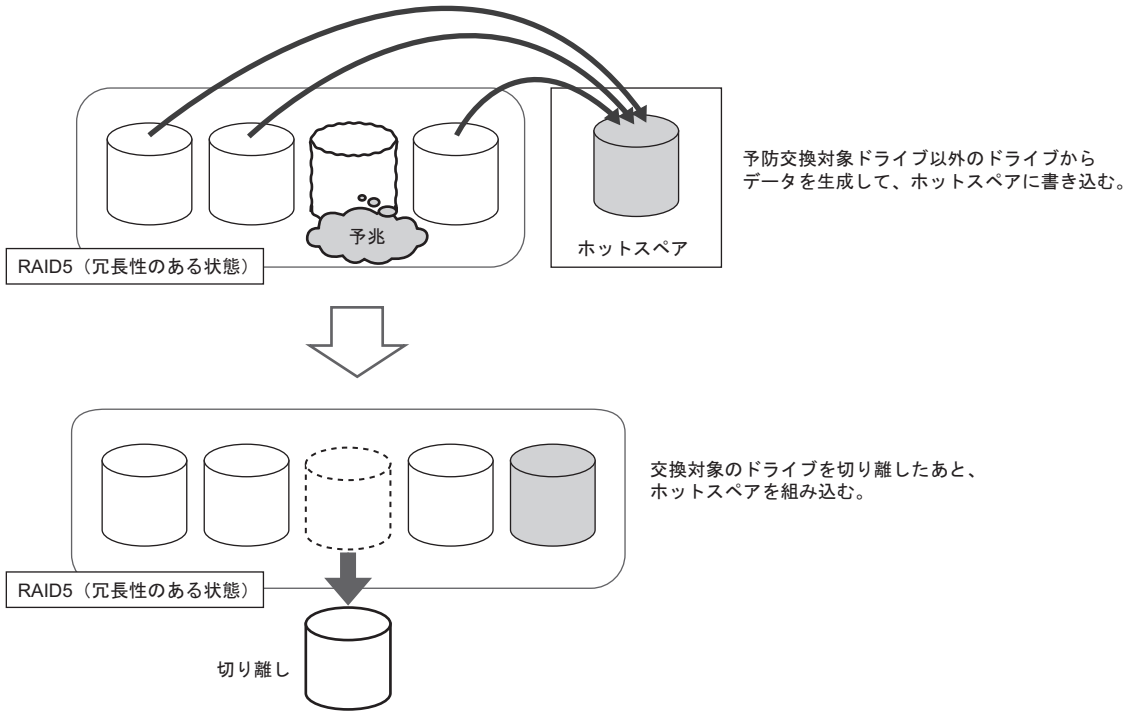 予防交換対象ドライブ以外のドライブから
データを生成して、ホットスペアに書き込む。
予兆
ホットスペア
RAID5（冗長性のある状態）
交換対象のドライブを切り離したあと、
ホットスペアを組み込む。
RAID5（冗長性のある状態）
切り離し